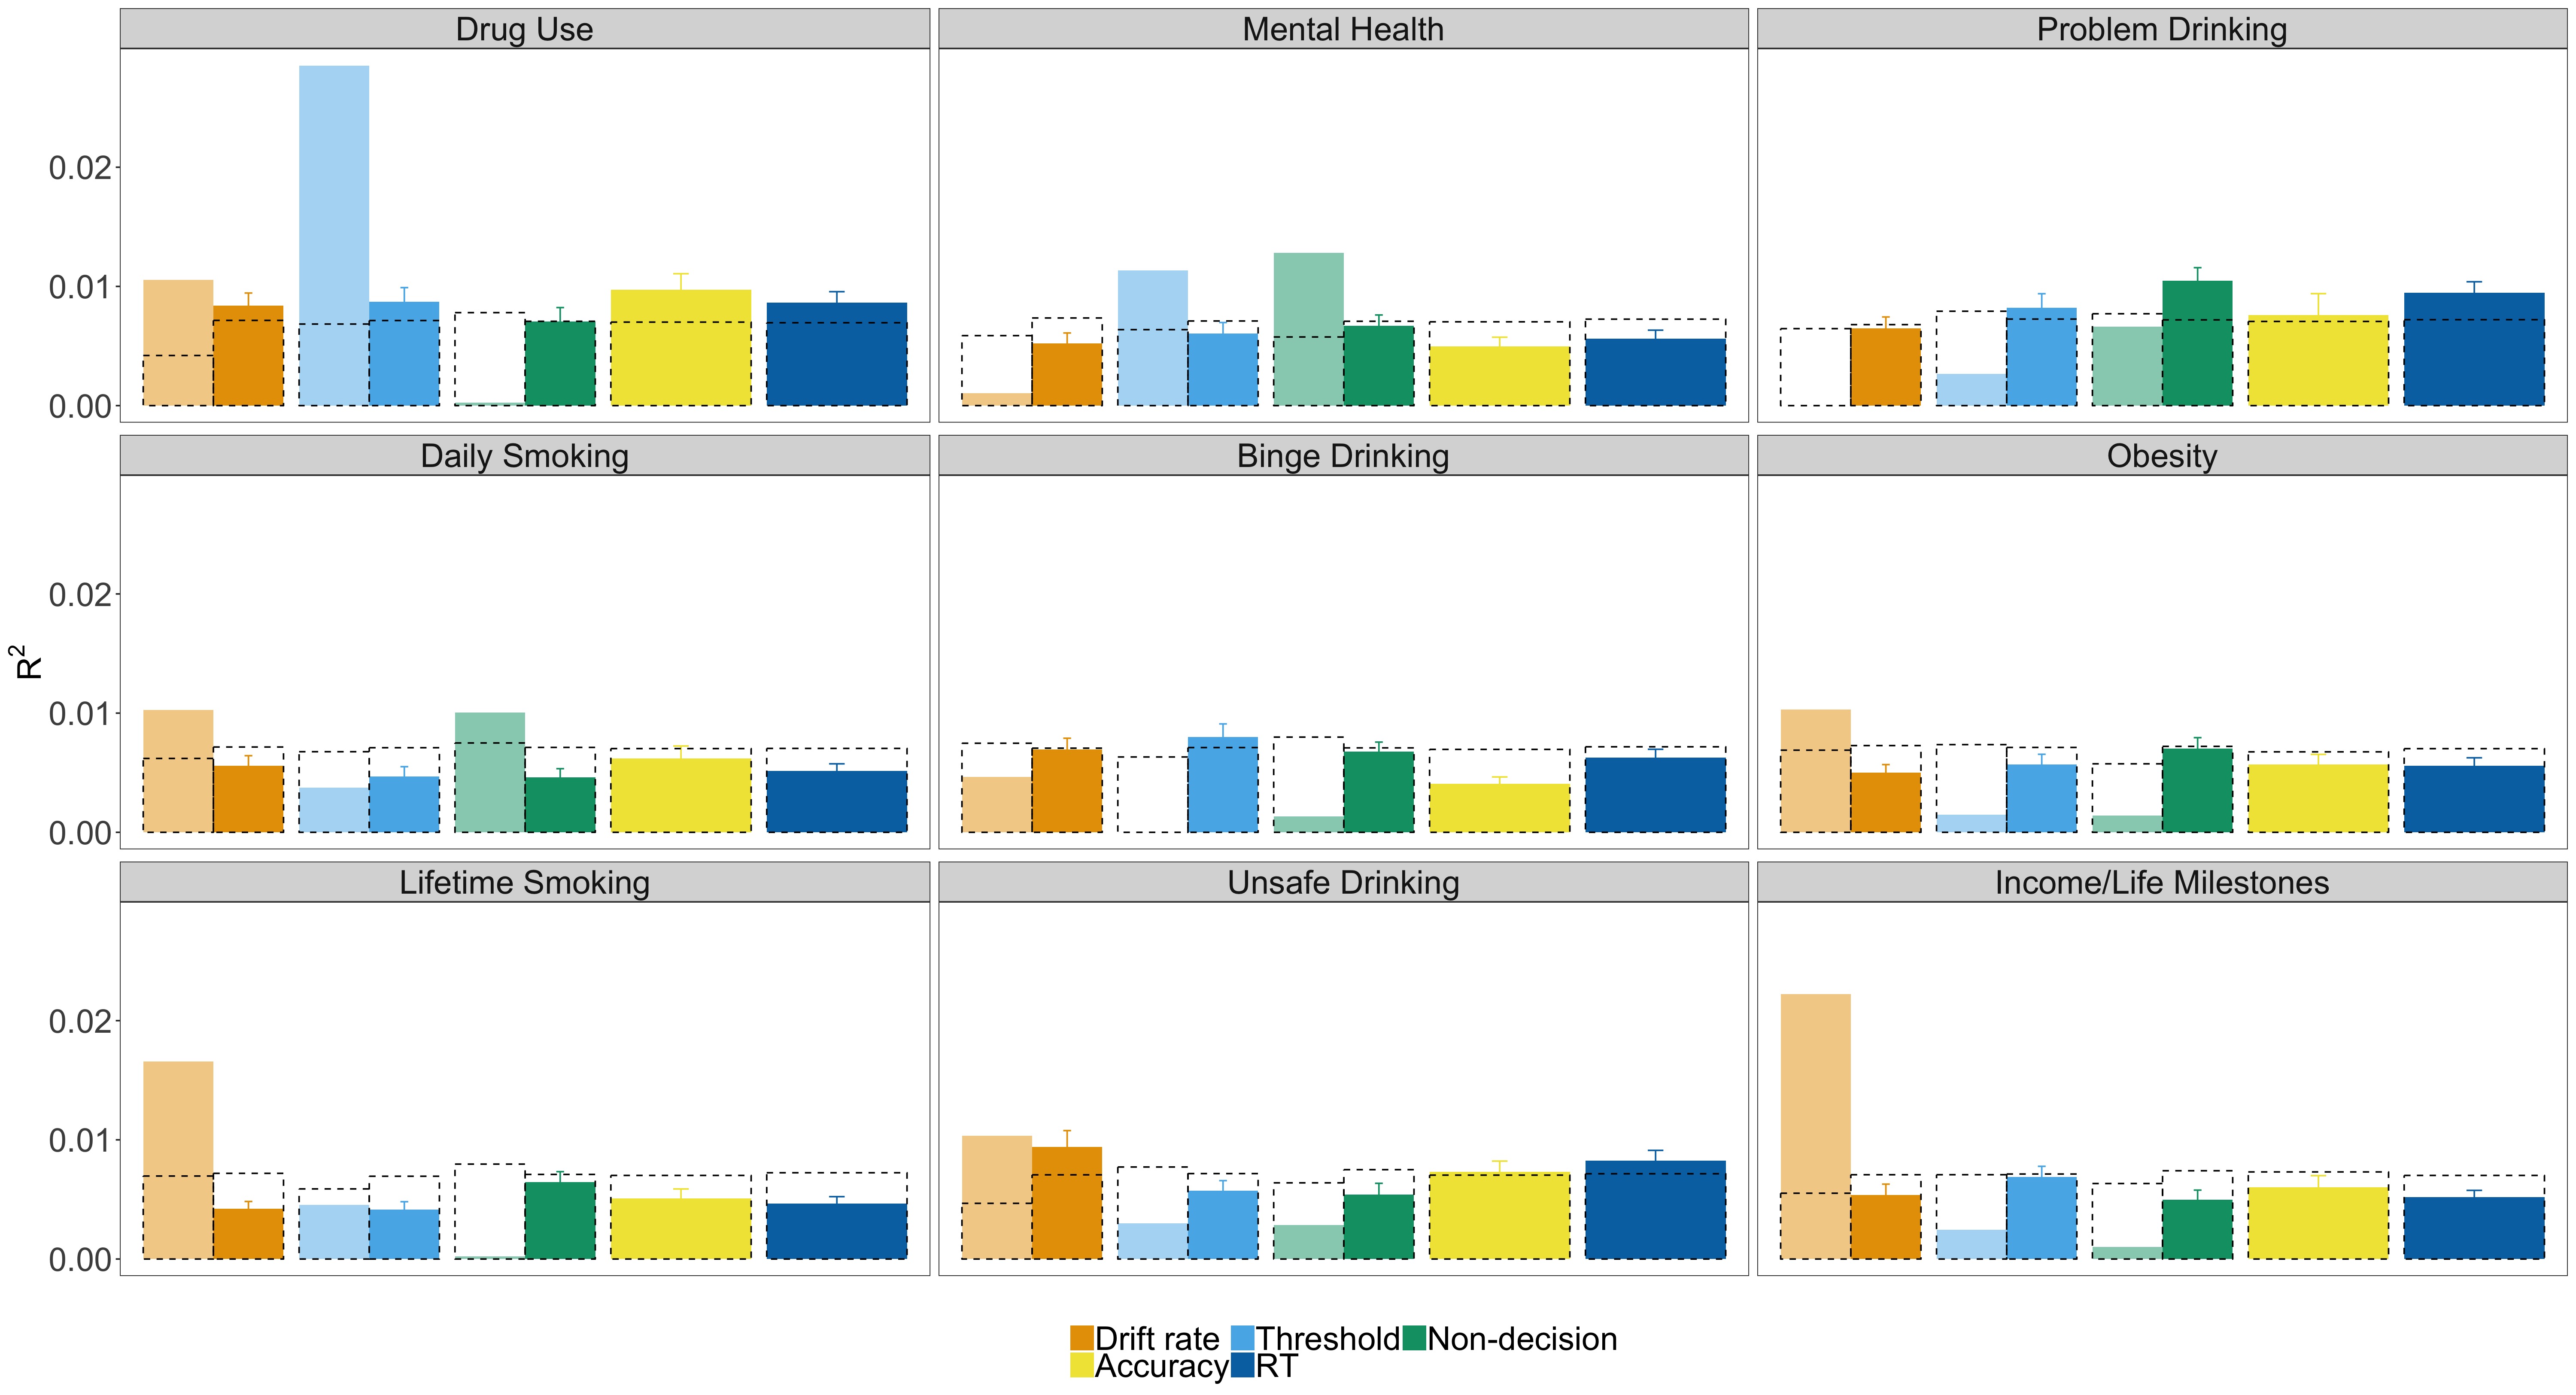 Drug Use
Mental Health
Problem Drinking
0.02
0.01
0.00
Daily Smoking
Binge Drinking
Obesity
0.02
0.01
0.00
R²
Lifetime Smoking
Unsafe Drinking
Income/Life Milestones
0.02
0.01
0.00
Drift rate Threshold Non-decision
Accuracy RT